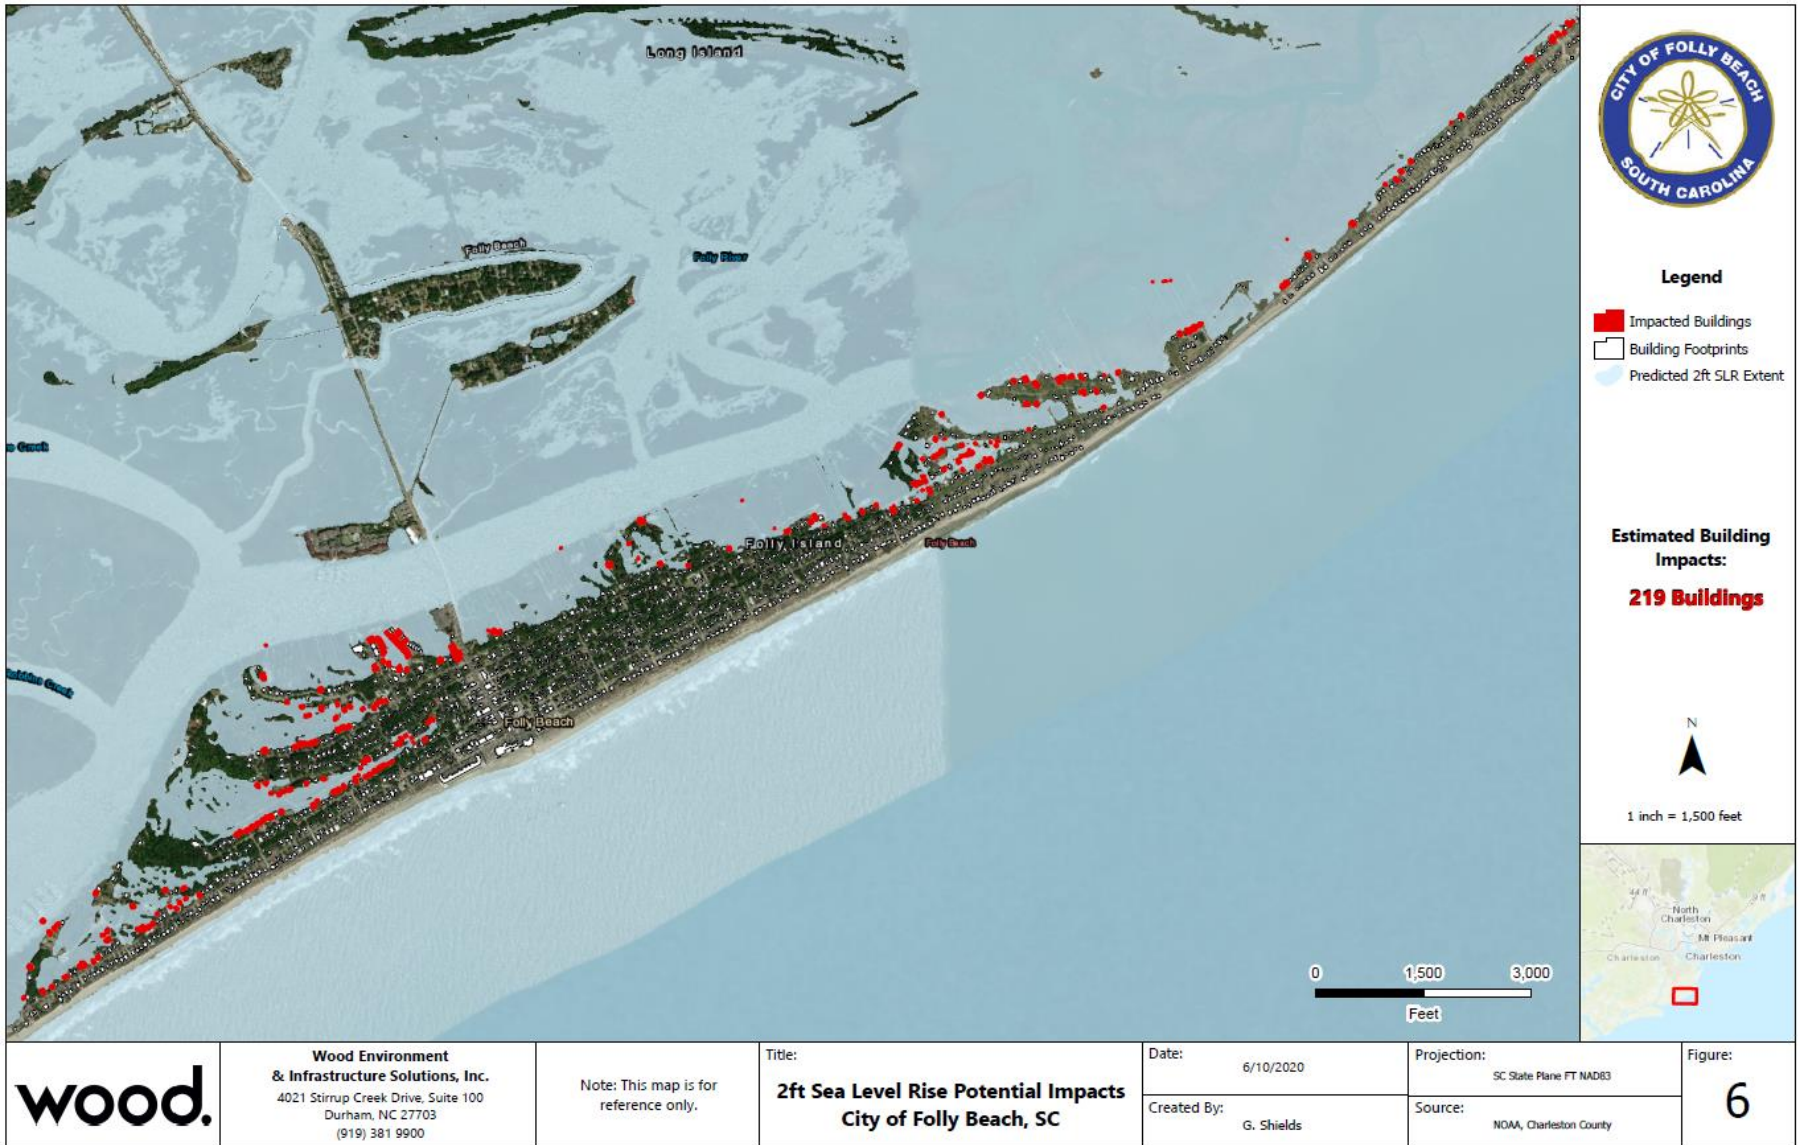 Long Island
Folly Beach
Folly River
Creek
Robbins Creek
Folly Island
Folly Beach
Folly Beach
0 1,500 3,000
Feet
CITY OF FOLLY BEACH
SOUTH CAROLINA
Legend
Impacted Buildings
Building Footprints
Predicted 2ft SLR Extent
Estimated Building
Impacts:
219 Buildings
N
1 inch = 1,500 feet
North
Charleston
Mt Pleasant
Charleston
Charleston
wood.
Wood Environment
& Infrastructure Solutions, Inc.
4021 Stirrup Creek Drive, Suite 100
Durham, NC 27703
(919) 381 9900
Note: This map is for
reference only.
Title:
2ft Sea Level Rise Potential Impacts
City of Folly Beach, SC
Date:
6/10/2020
Created By:
G. Shields
Projection:
SC State Plane FT NAD83
Source:
NOAA, Charleston County
Figure:
6